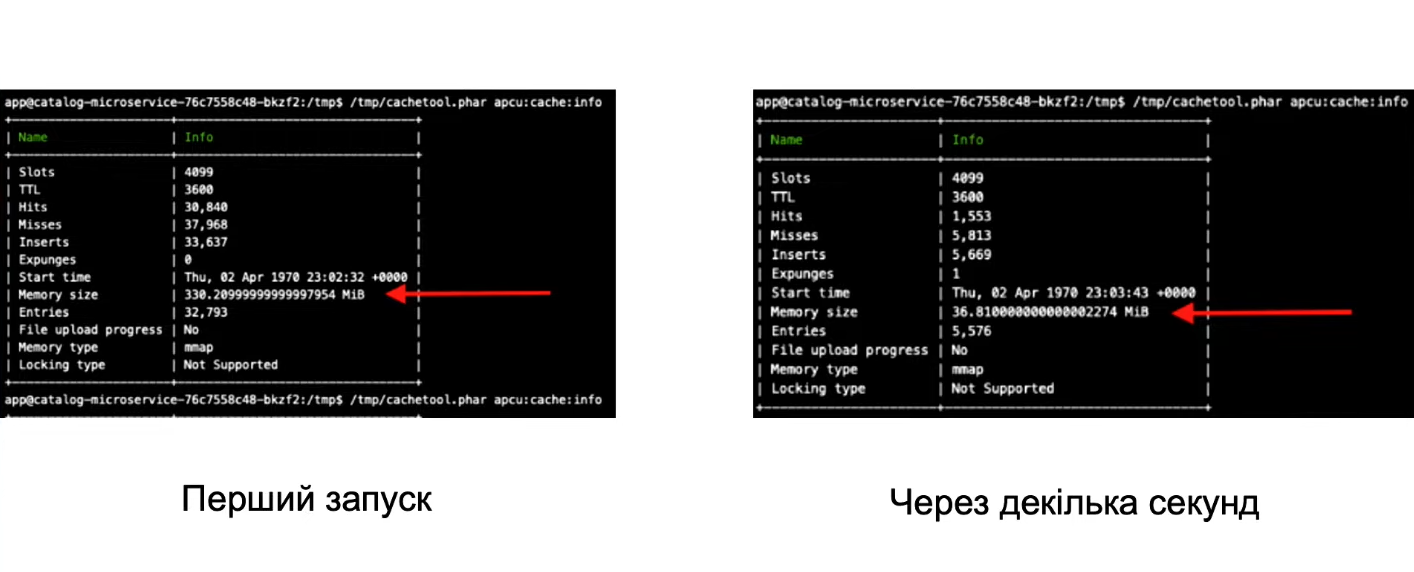 app@catalog-microservice-76c7558c48-bkzf2:/tmp$ /tmp/cachetool.phar apcu:cache:info
| Name | Info |
| Slots | 4099 |
| TTL | 3600 |
| Hits | 30,840 |
| Misses | 37,968 |
| Inserts | 33,637 |
| Expunges | 0 |
| Start time | Thu, 02 Apr 1970 23:02:32 +0000 |
| Memory size | 330.20999999999997954 MiB |
| Entries | 32,793 |
| File upload progress | No |
| Memory type | mmap |
| Locking type | Not Supported |
app@catalog-microservice-76c7558c48-bkzf2:/tmp$ /tmp/cachetool.phar apcu:cache:info
Перший запуск
app@catalog-microservice-76c7558c48-bkzf2:/tmp$ /tmp/cachetool.phar apcu:cache:info
| Name | Info |
| Slots | 4099 |
| TTL | 3600 |
| Hits | 1,553 |
| Misses | 5,813 |
| Inserts | 5,669 |
| Expunges | 1 |
| Start time | Thu, 02 Apr 1970 23:03:43 +0000 |
| Memory size | 36.810000000000002274 MiB |
| Entries | 5,576 |
| File upload progress | No |
| Memory type | mmap |
| Locking type | Not Supported |
Через декілька секунд